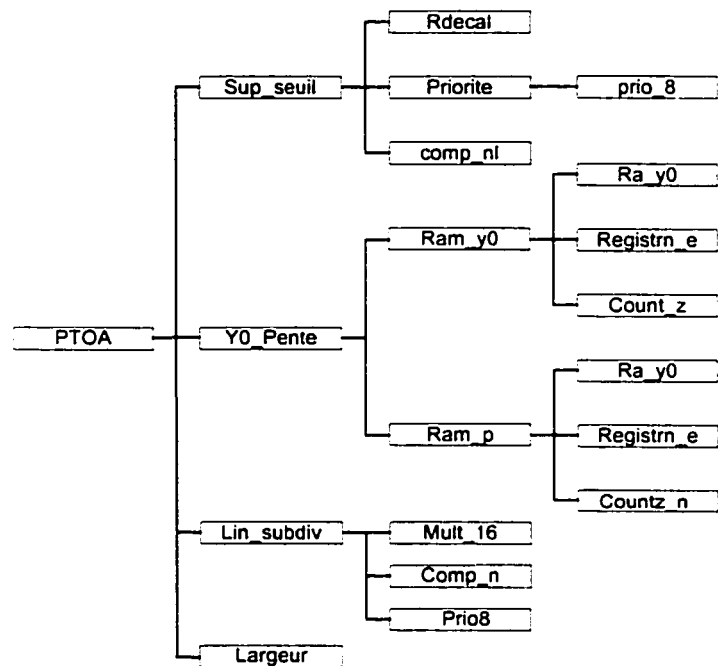 Rdecal
Sup_seuil
Priorite
prio_8
comp_nl
Ra_y0
Ram_y0
Registrn_e
Count_z
PTOA
Y0_Pente
Ra_y0
Ram_p
Registrn_e
Countz_n
Lin_subdiv
Mult_16
Comp_n
Prio8
Largeur